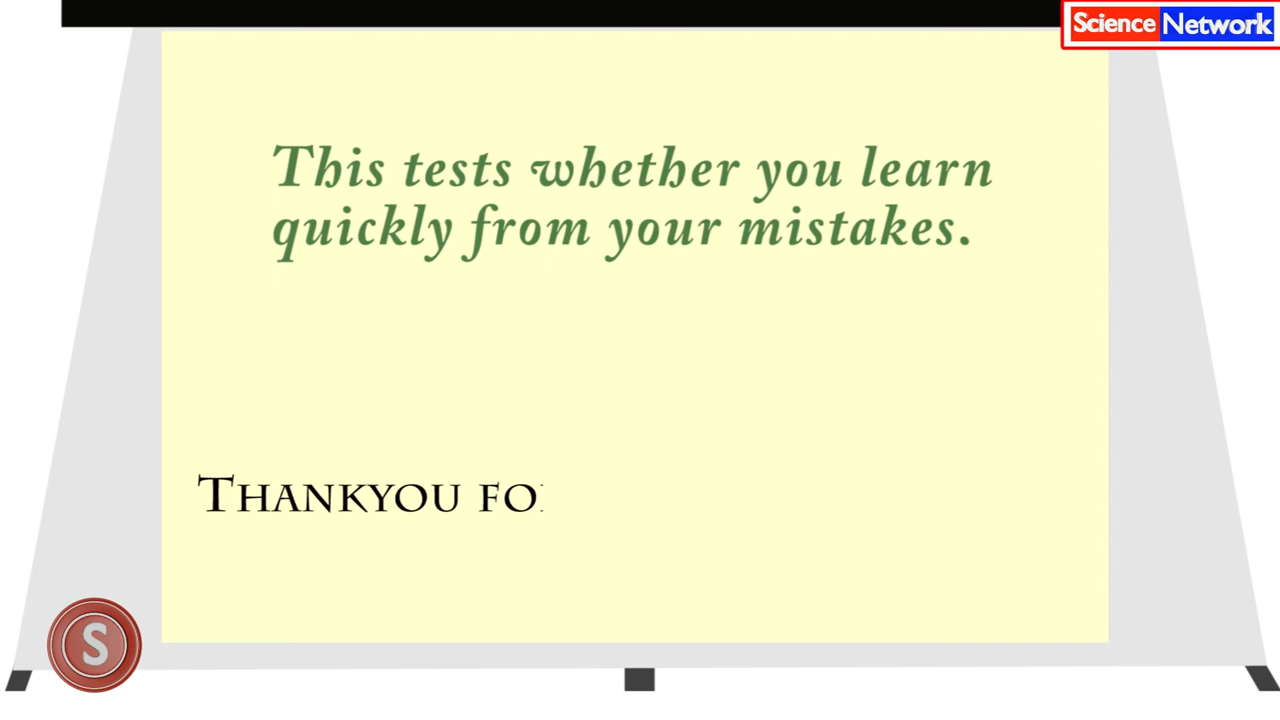 Science Network
This tests whether you learn
quickly from your mistakes.
THANKYOU FO
S